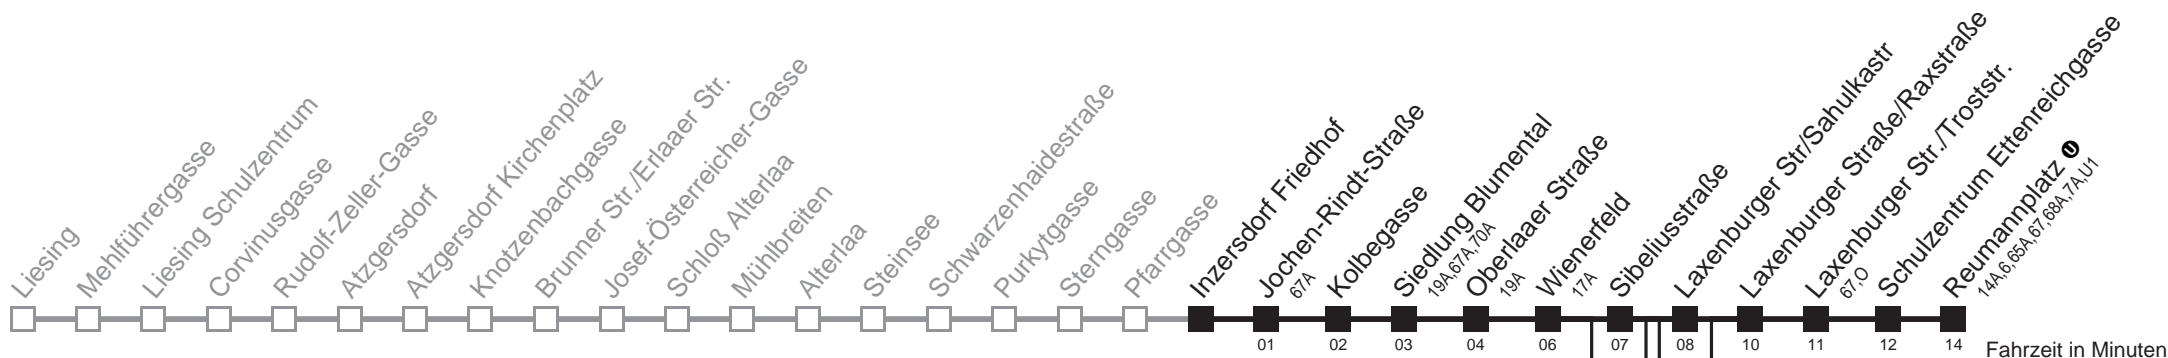 Liesing
Mehlführergasse
Liesing Schulzentrum
Corvinusgasse
Rudolf-Zeller-Gasse
Atzgersdorf
Atzgersdorf Kirchenplatz
Knotzenbachgasse
Brunner Str./Erlaaer Str.
Josef-Österreicher-Gasse
Schloß Alterlaa
Mühlbreiten
Alterlaa
Steinsee
Schwarzenhaidestraße
Purkytgasse
Sterngasse
Pfarrgasse
Inzersdorf Friedhof
Jochen-Rindt-Straße
67A
Kolbegasse
Siedlung Blumental
19A,67A,70A
Oberlaaer Straße
19A
Wienerfeld
17A
Sibeliusstraße
Laxenburger Str/Sahulkastr
Laxenburger Straße/Raxstraße
Laxenburger Str./Troststr.
67,O
Schulzentrum Ettenreichgasse
Reumannplatz U
14A,6,65A,67,68A,7A,U1
01 02 03 04 06 07 08 10 11 12 14 Fahrzeit in Minuten